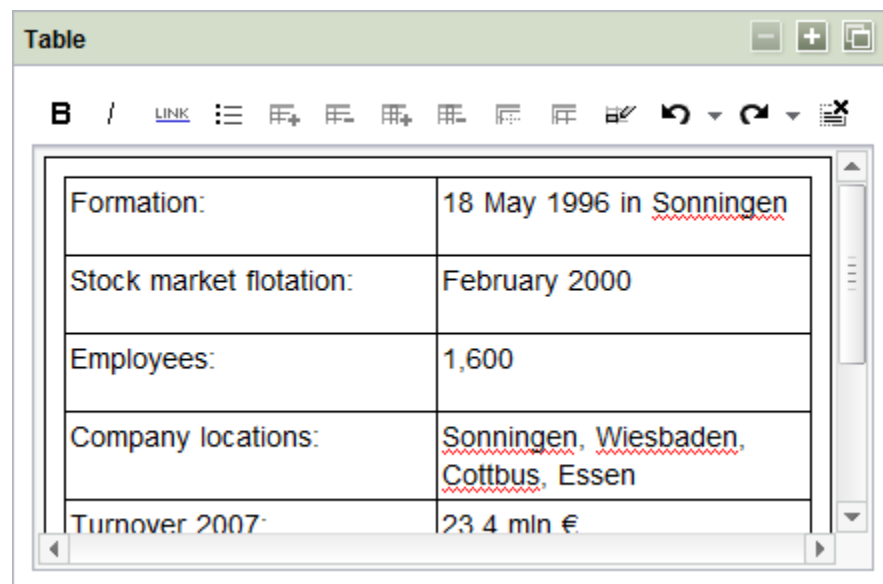 Table
B I LINK
Formation: 18 May 1996 in Sonningen
Stock market flotation: February 2000
Employees: 1,600
Company locations: Sonningen, Wiesbaden,
Cottbus, Essen
Turnover 2007: 23.4 mln €